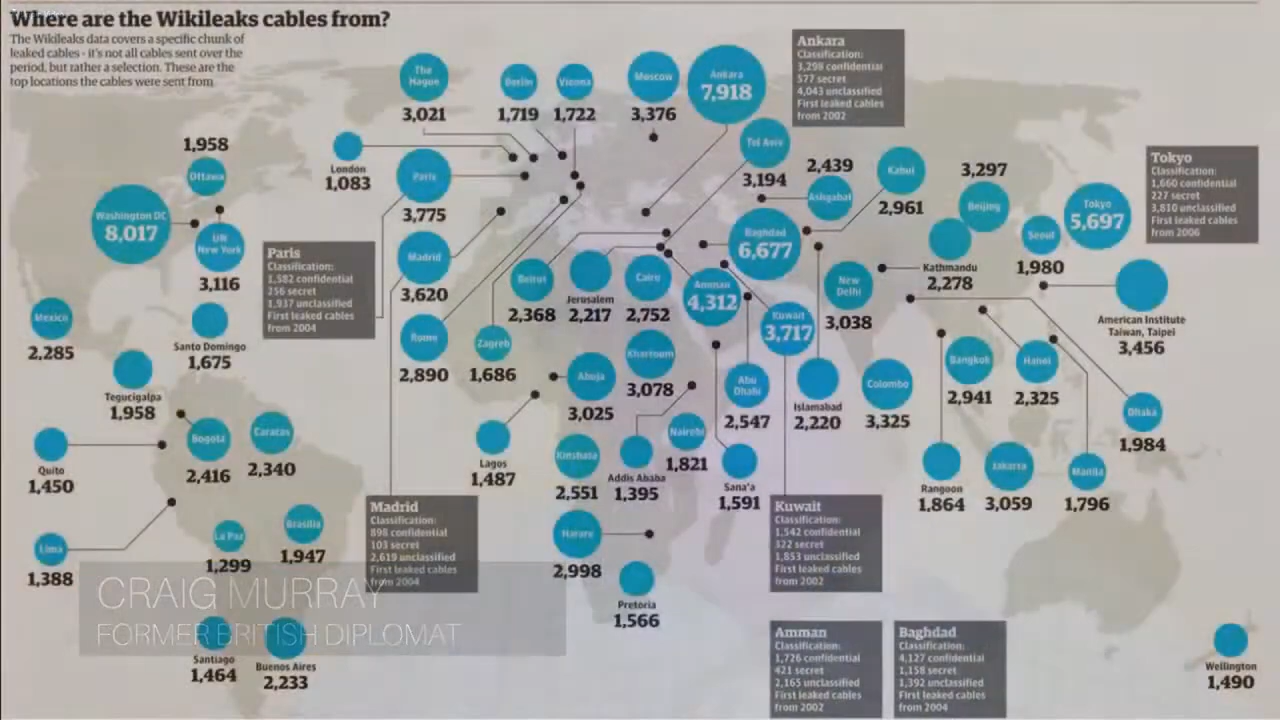 Where are the Wikileaks cables from?
The Wikileaks data covers a specific chunk of
leaked cables - it's not all cables sent over the
period, but rather a selection. These are the
top locations the cables were sent from
The
Hague
3,021
Berlin
1,719
Vienna
1,722
Moscow
3,376
Ankara
7,918
Ankara
Classification:
3,298 confidential
577 secret
4,043 unclassified
First leaked cables
from 2002
1,958
Ottawa
London
1,083
Paris
3,775
Tel Aviv
3,194
2,439
Ashgabat
Kabul
2,961
3,297
Beijing
Tokyo
5,697
Tokyo
Classification:
1,660 confidential
227 secret
3,810 unclassified
First leaked cables
from 2006
Washington DC
8,017
UN
New York
3,116
Paris
Classification:
1,582 confidential
256 secret
1,937 unclassified
First leaked cables
from 2004
Madrid
3,620
Baghdad
6,677
Seoul
1,980
Kathmandu
2,278
Beirut
2,368
Jerusalem
2,217
Cairo
2,752
Amman
4,312
Kuwait
3,717
New
Delhi
3,038
American Institute
Taiwan, Taipei
3,456
Mexico
2,285
Santo Domingo
1,675
Rome
2,890
Zagreb
1,686
Abuja
3,025
Khartoum
3,078
Abu
Dhabi
2,547
Islamabad
2,220
Colombo
3,325
Bangkok
2,941
Hanoi
2,325
Dhaka
1,984
Tegucigalpa
1,958
Bogotá
2,416
Caracas
2,340
Quito
1,450
Lagos
1,487
Kinshasa
2,551
Addis Ababa
1,395
Nairobi
1,821
Sana'a
1,591
Rangoon
1,864
Jakarta
3,059
Manila
1,796
Lima
1,388
La Paz
1,299
Brasilia
1,947
Madrid
Classification:
898 confidential
103 secret
2,619 unclassified
First leaked cables
from 2004
Harare
2,998
Pretoria
1,566
Kuwait
Classification:
1,542 confidential
322 secret
1,853 unclassified
First leaked cables
from 2002
CRAIG MURRAY
FORMER BRITISH DIPLOMAT
Santiago
1,464
Buenos Aires
2,233
Amman
Classification:
1,726 confidential
421 secret
2,165 unclassified
First leaked cables
from 2002
Baghdad
Classification:
4,127 confidential
1,158 secret
1,392 unclassified
First leaked cables
from 2004
Wellington
1,490